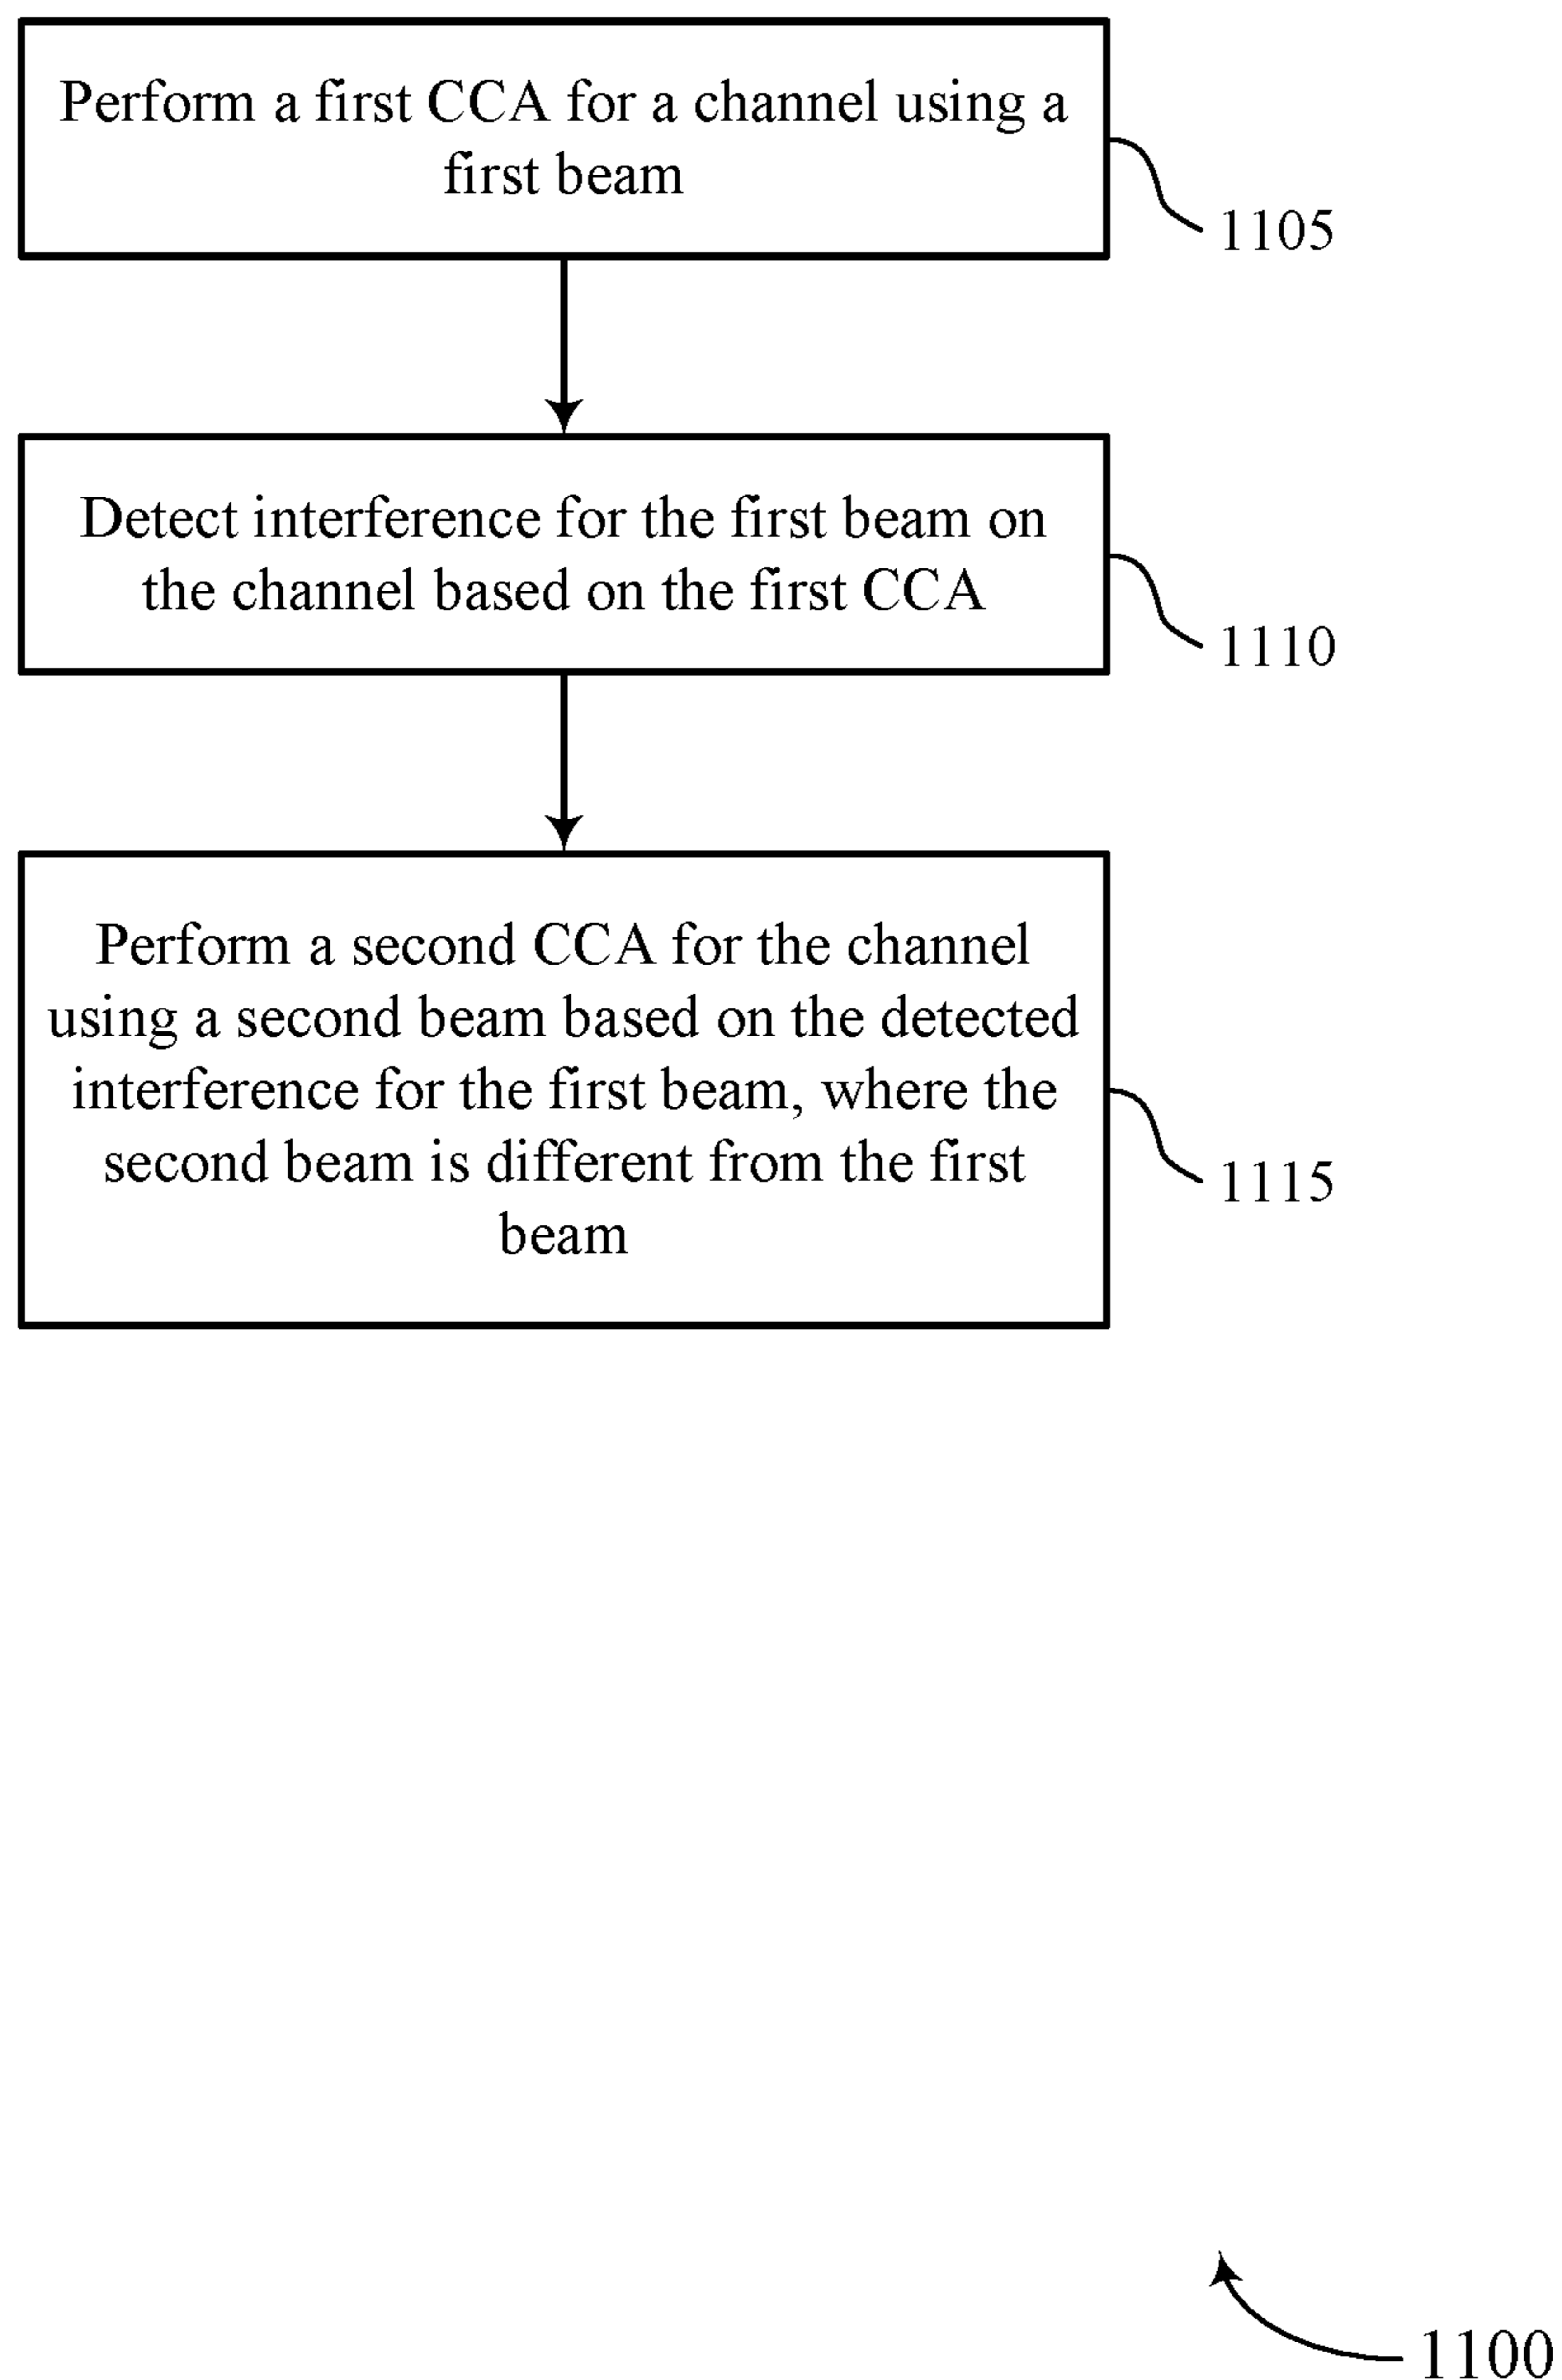 Perform a first CCA for a channel using a
first beam
1105
Detect interference for the first beam on
the channel based on the first CCA
1110
Perform a second CCA for the channel
using a second beam based on the detected
interference for the first beam, where the
second beam is different from the first
beam
1115
1100